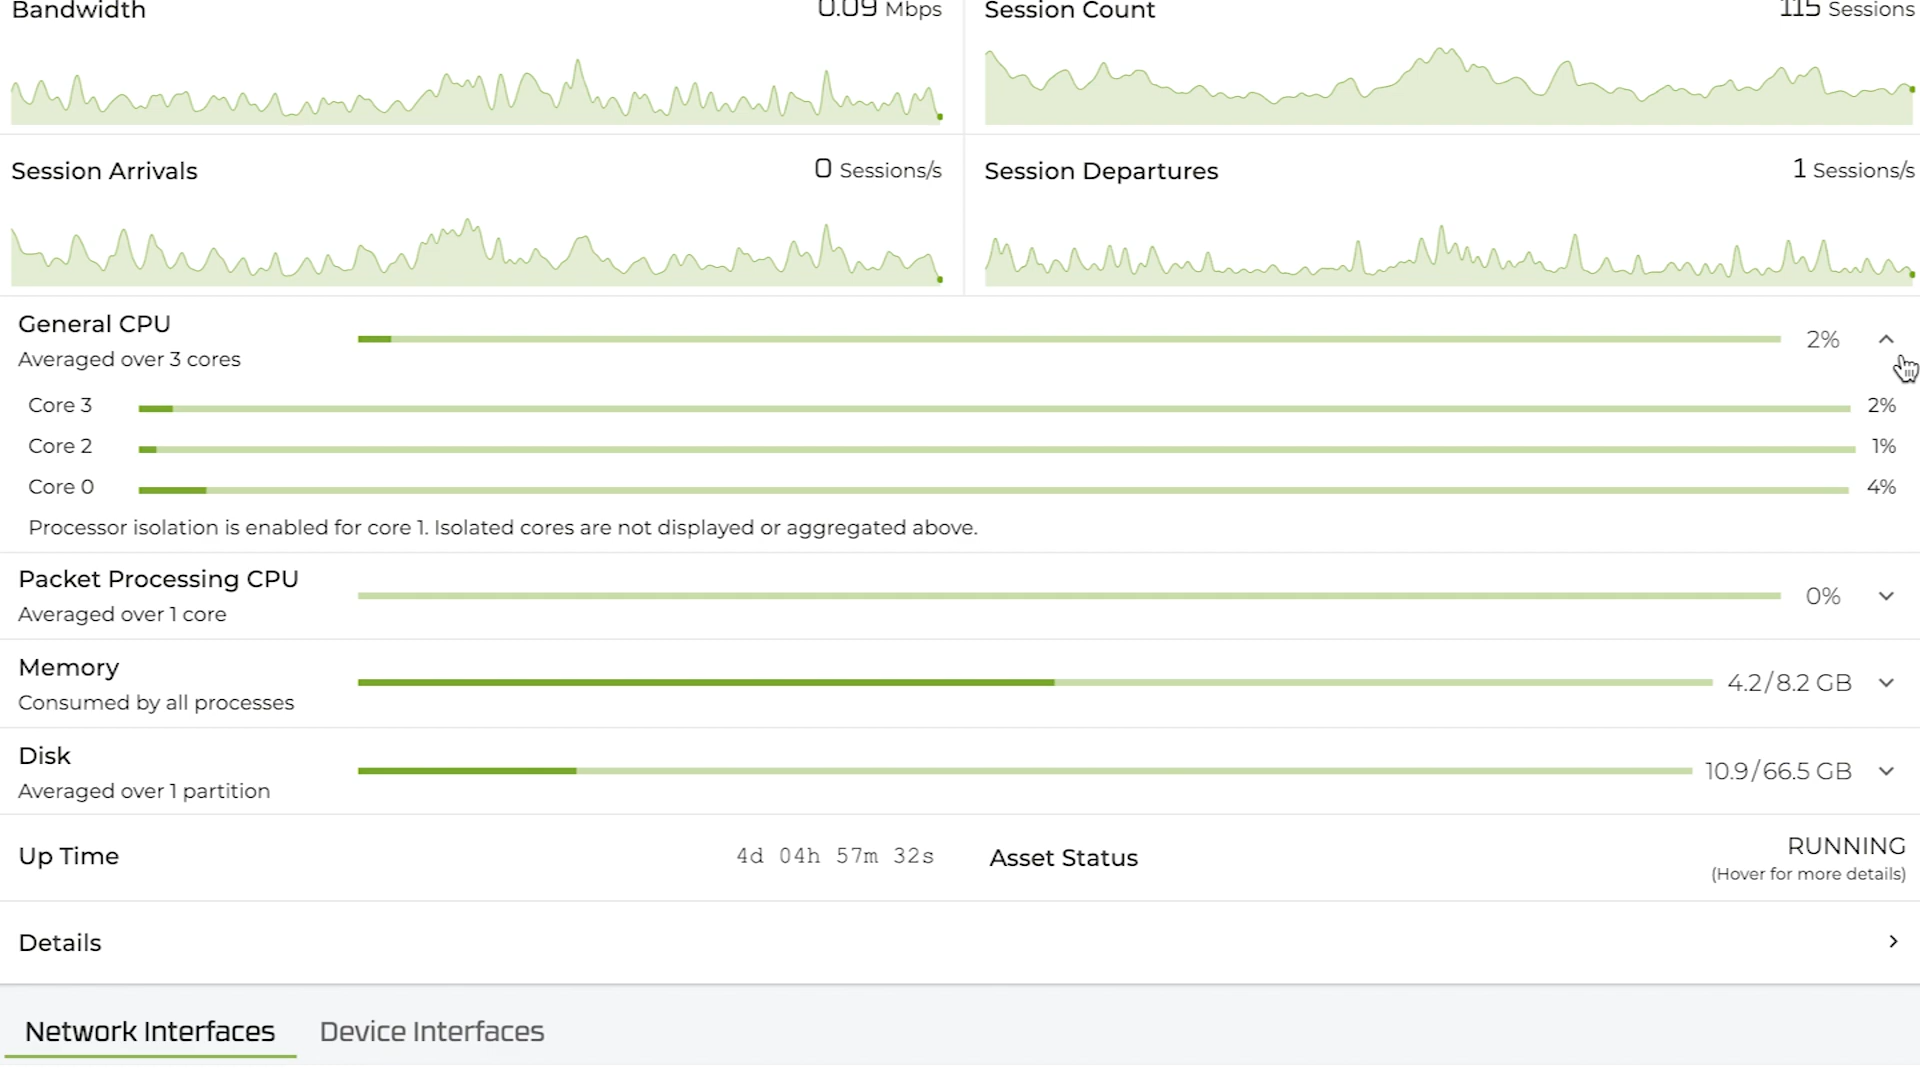 Bandwidth
0.09 Mbps
Session Count
115 Sessions
Session Arrivals
0 Sessions/s
Session Departures
1 Sessions/s
General CPU
Averaged over 3 cores
2%
Core 3
2%
Core 2
1%
Core 0
4%
Processor isolation is enabled for core 1. Isolated cores are not displayed or aggregated above.
Packet Processing CPU
Averaged over 1 core
0%
Memory
Consumed by all processes
4.2/8.2 GB
Disk
Averaged over 1 partition
10.9/66.5 GB
Up Time
4d 04h 57m 32s
Asset Status
RUNNING
(Hover for more details)
Details
Network Interfaces
Device Interfaces